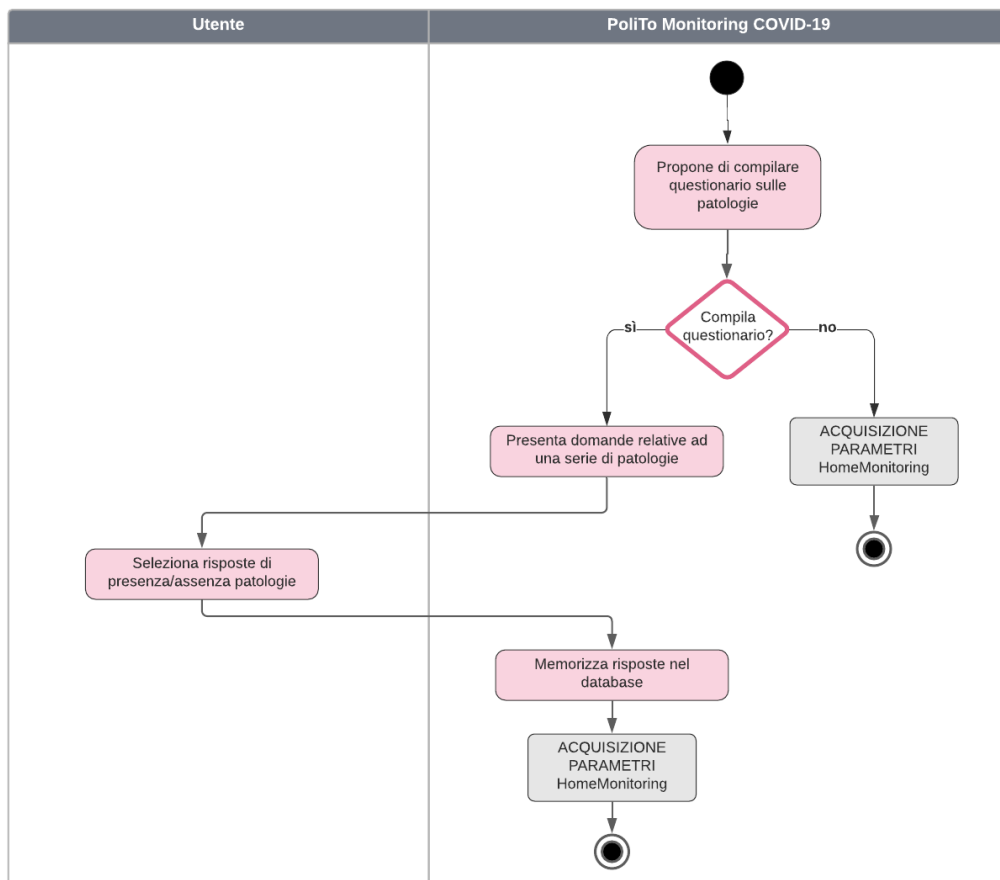 Utente
PoliTo Monitoring COVID-19
Propone di compilare
questionario sulle
patologie
Compila
questionario?
sì
no
Presenta domande relative ad
una serie di patologie
ACQUISIZIONE
PARAMETRI
HomeMonitoring
Seleziona risposte di
presenza/assenza patologie
Memorizza risposte nel
database
ACQUISIZIONE
PARAMETRI
HomeMonitoring